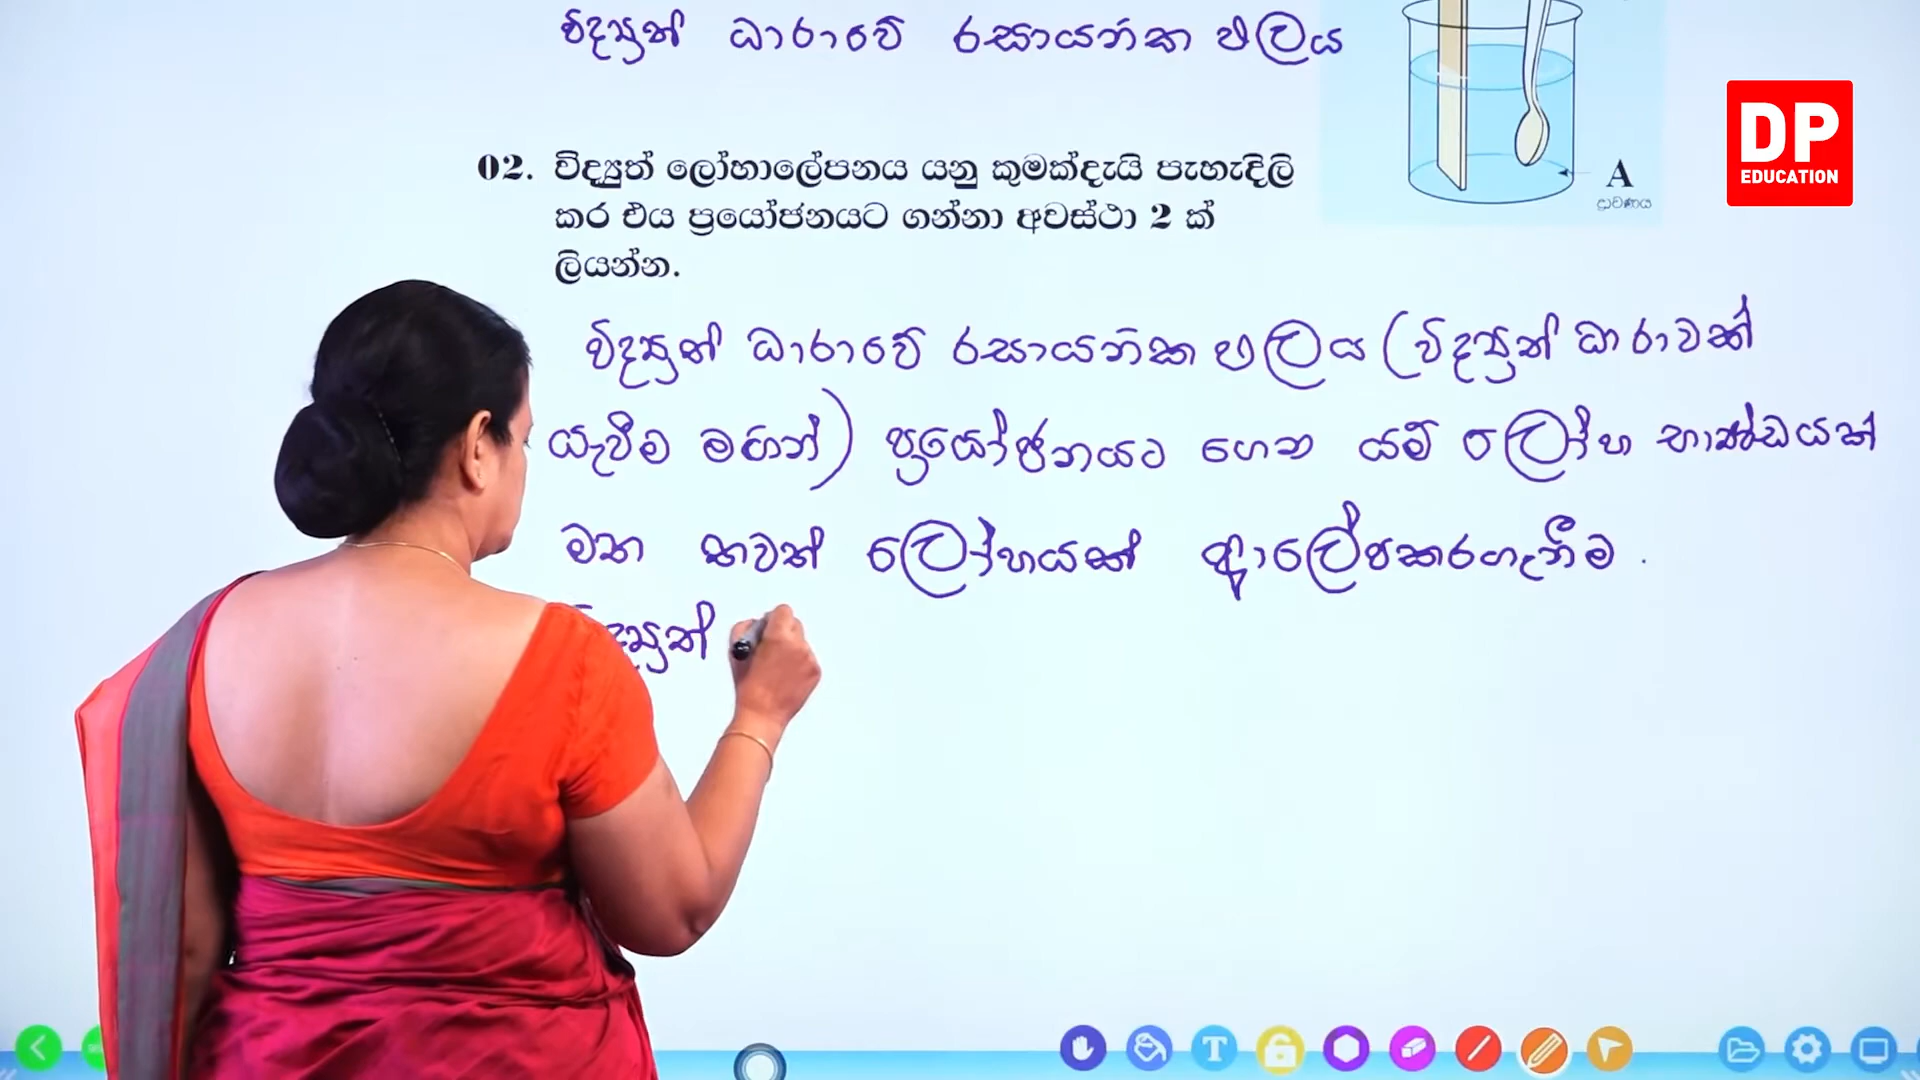 විද්‍යුත් ධාරාවේ රසායනික ඵලය
DP
EDUCATION
A
ද්‍රාවණය
02. විද්‍යුත් ලෝහාලේපනය යනු කුමක්දැයි පැහැදිලි
කර එය ප්‍රයෝජනයට ගන්නා අවස්ථා 2 ක්
ලියන්න.
විද්‍යුත් ධාරාවේ රසායනික ඵලය (විද්‍යුත් ධාරාවක්
යැවීම මගින්) ප්‍රයෝජනයට ගෙන යම් ලෝහ භාණ්ඩයක්
මත තවත් ලෝහයක් ආලේපකරගැනීම.
විද්‍යුත්